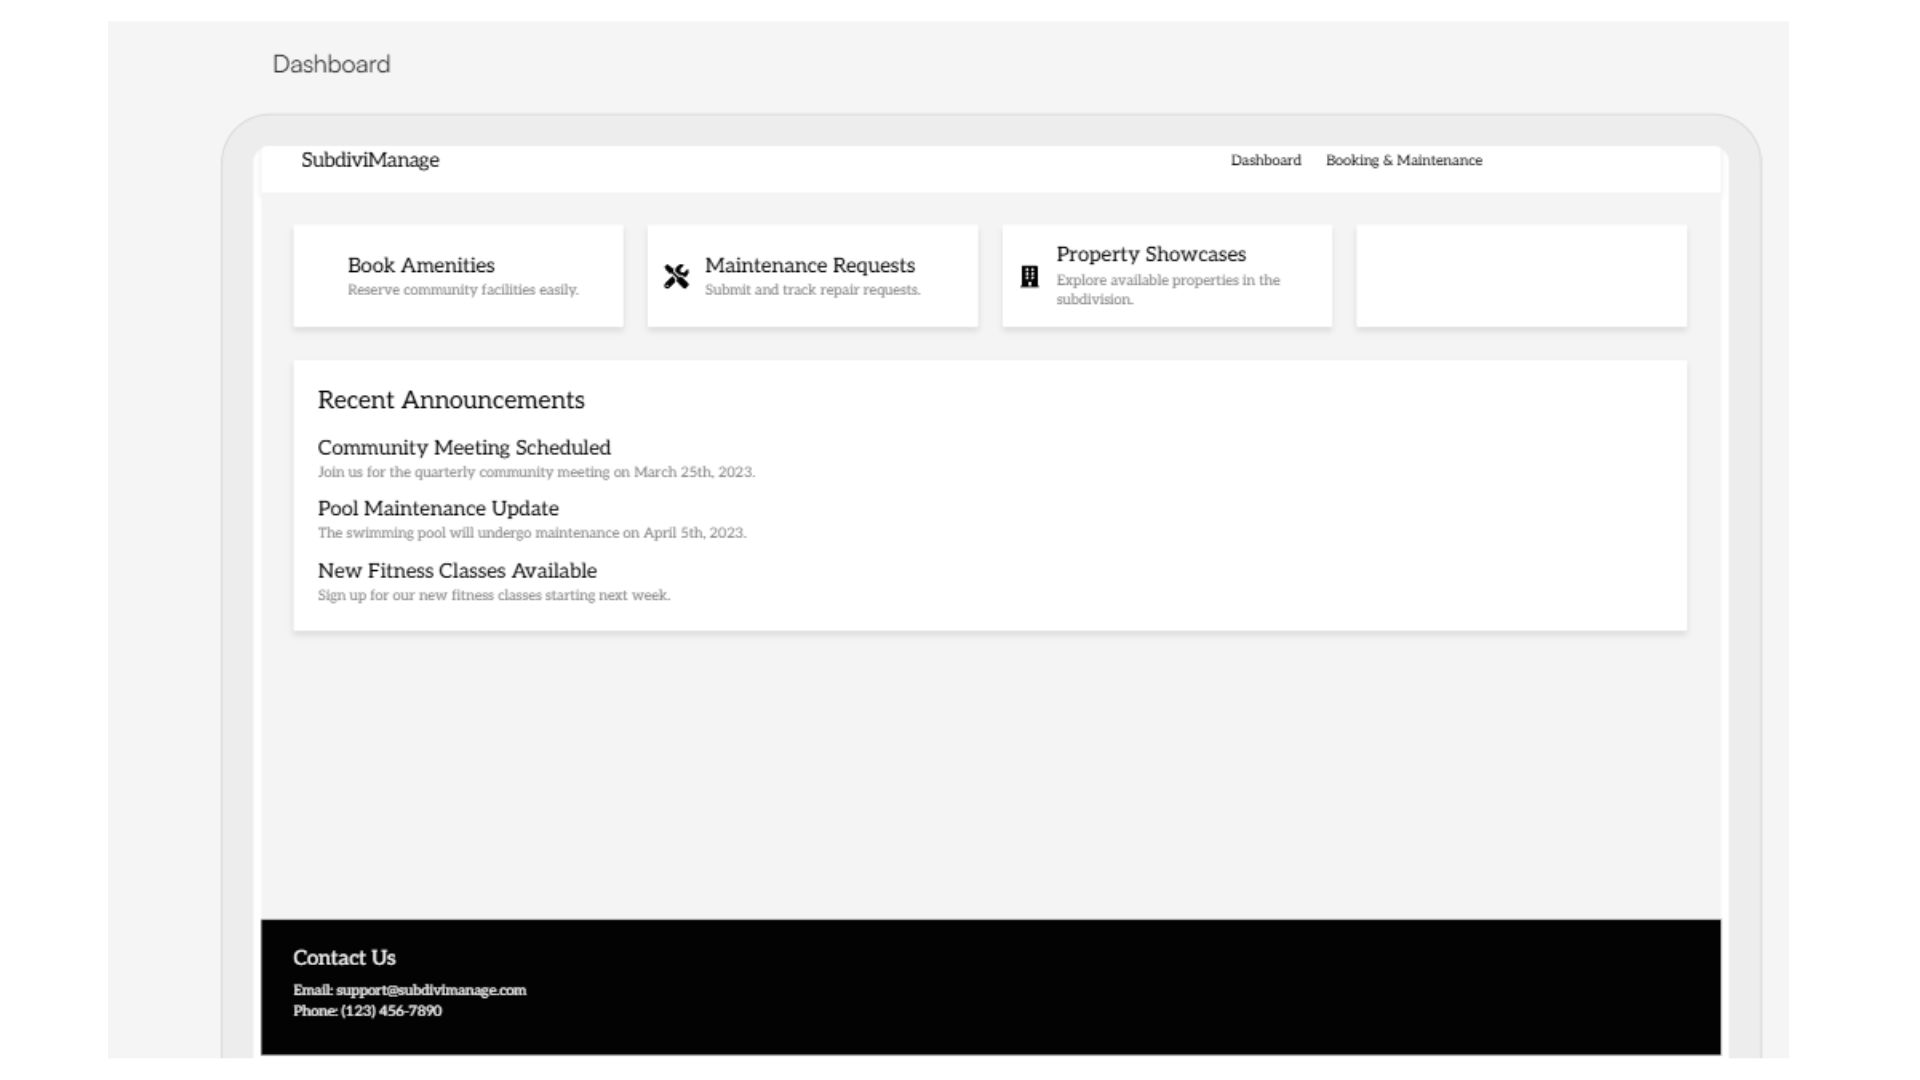 Dashboard
SubdiviManage
Dashboard
Booking & Maintenance
Book Amenities
Reserve community facilities easily.
Maintenance Requests
Submit and track repair requests.
Property Showcases
Explore available properties in the
subdivision.
Recent Announcements
Community Meeting Scheduled
Join us for the quarterly community meeting on March 25th, 2023.
Pool Maintenance Update
The swimming pool will undergo maintenance on April 5th, 2023.
New Fitness Classes Available
Sign up for our new fitness classes starting next week.
Contact Us
Email: support@subdivimanage.com
Phone: (123) 456-7890